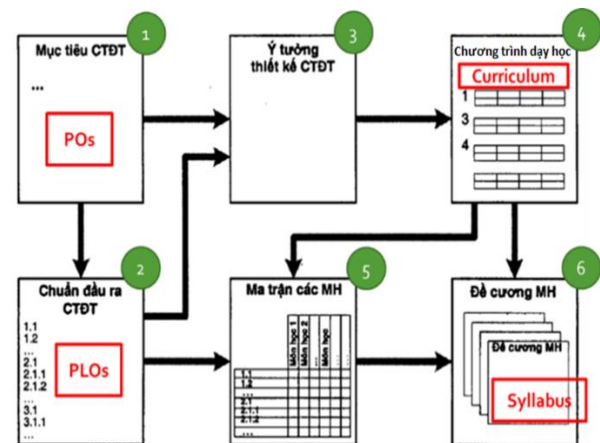 1
Mục tiêu CTĐT
...
POs
3
Ý tưởng
thiết kế CTĐT
4
Chương trình dạy học
Curriculum
1
3
4
2
Chuẩn đầu ra
CTĐT
1.1
1.2
...
2.1
2.1.1
2.1.2
...
3.1
3.1.1
PLOs
5
Ma trận các MH
Môn học 1
Môn học 2
...
Môn học
...
1.1
1.2
...
2.1
2.1.1
2.1.2
6
Đề cương MH
Đề cương MH
Syllabus